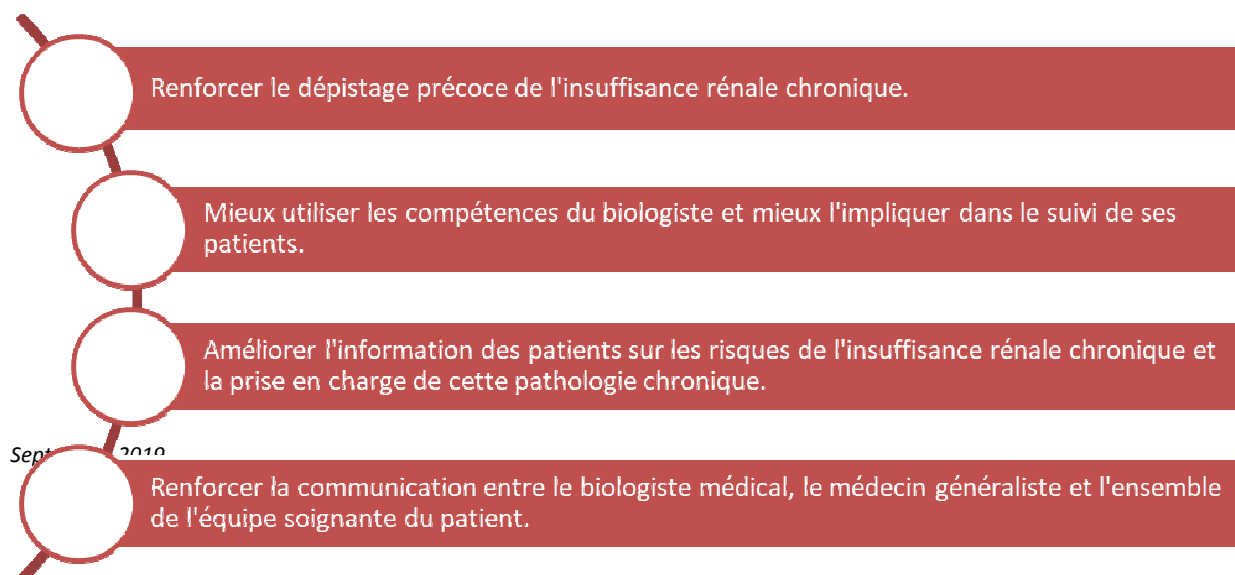 Renforcer le dépistage précoce de l'insuffisance rénale chronique.
Mieux utiliser les compétences du biologiste et mieux l'impliquer dans le suivi de ses
patients.
Améliorer l'information des patients sur les risques de l'insuffisance rénale chronique et
la prise en charge de cette pathologie chronique.
2019
Renforcer la communication entre le biologiste médical, le médecin généraliste et l'ensemble
de l'équipe soignante du patient.